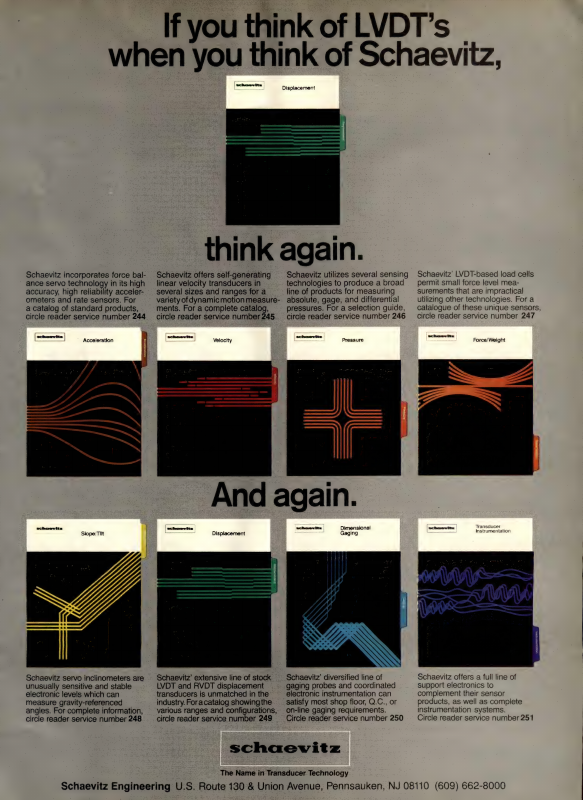 If you think of LVDT's
when you think of Schaevitz,
schaevitz
Displacement
think again.
Schaevitz incorporates force bal-
ance servo technology in its high
accuracy, high reliability acceler-
ometers and rate sensors. For
a catalog of standard products,
circle reader service number 244
Schaevitz offers self-generating
linear velocity transducers in
several sizes and ranges for a
variety of dynamic motion measure-
ments. For a complete catalog,
circle reader service number 245
Schaevitz utilizes several sensing
technologies to produce a broad
line of products for measuring
absolute, gage, and differential
pressures. For a selection guide,
circle reader service number 246
Schaevitz' LVDT-based load cells
permit small force level mea-
surements that are impractical
utilizing other technologies. For a
catalogue of these unique sensors,
circle reader service number 247
schaevitz
Acceleration
schaevitz
Velocity
schaevitz
Pressure
schaevitz
Force/Weight
And again.
schaevitz
Slope/Tilt
schaevitz
Displacement
schaevitz
Dimensional
Gaging
schaevitz
Transducer
Instrumentation
Schaevitz servo inclinometers are
unusually sensitive and stable
electronic levels which can
measure gravity-referenced
angles. For complete information,
circle reader service number 248
Schaevitz' extensive line of stock
LVDT and RVDT displacement
transducers is unmatched in the
industry. For a catalog showing the
various ranges and configurations,
circle reader service number 249
Schaevitz' diversified line of
gaging probes and coordinated
electronic instrumentation can
satisfy most shop floor, Q.C., or
on-line gaging requirements.
Circle reader service number 250
Schaevitz offers a full line of
support electronics to
complement their sensor
products, as well as complete
instrumentation systems.
Circle reader service number 251
schaevitz
The Name in Transducer Technology
Schaevitz Engineering U.S. Route 130 & Union Avenue, Pennsauken, NJ 08110 (609) 662-8000